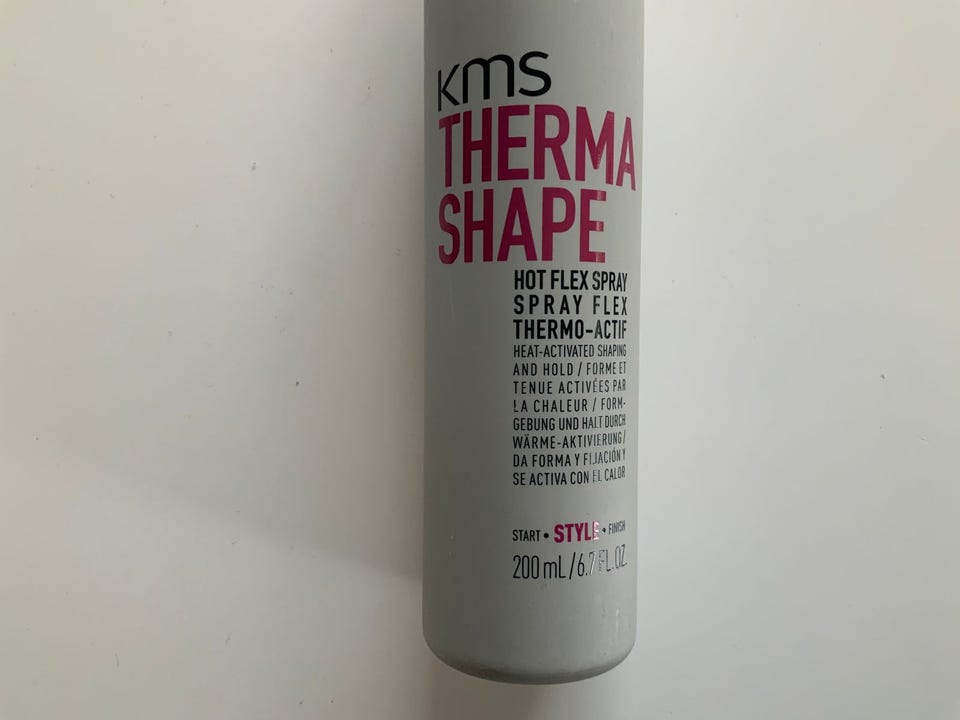 KMS
THERMA
SHAPE
HOT FLEX SPRAY
SPRAY FLEX
THERMO-ACTIF
HEAT-ACTIVATED SHAPING
AND HOLD / FORME ET
TENUE ACTIVÉES PAR
LA CHALEUR / FORM-
GEBUNG UND HALT DURCH
WÄRME-AKTIVIERUNG /
DA FORMA Y FIJACIÓN Y
SE ACTIVA CON EL CALOR
START • STYLE • FINISH
200 mL / 6.7 FL. OZ.